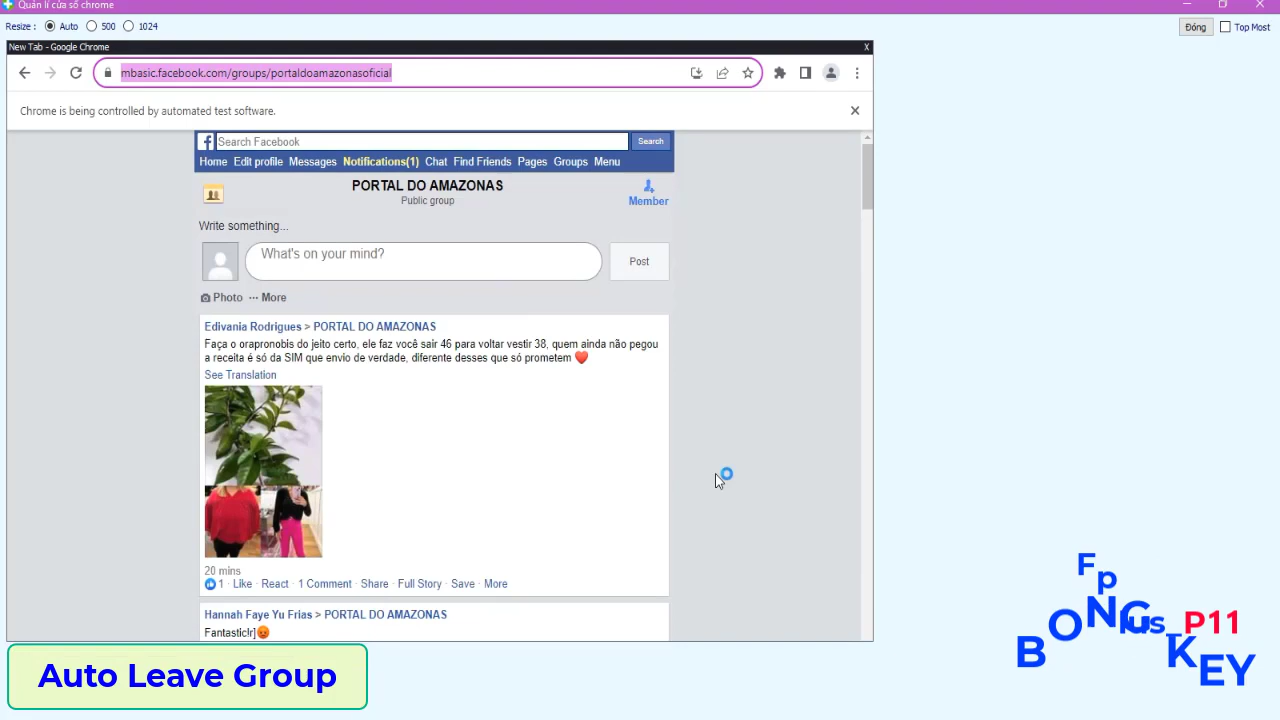 Quản lí cửa sổ chrome
Resize : Auto 500 1024
Đóng Top Most
New Tab - Google Chrome X
mbasic.facebook.com/groups/portaldoamazonasoficial
Chrome is being controlled by automated test software.
Search Facebook Search
Home Edit profile Messages Notifications(1) Chat Find Friends Pages Groups Menu
PORTAL DO AMAZONAS
Public group
Member
Write something...
What's on your mind?
Post
Photo ··· More
Edivania Rodrigues > PORTAL DO AMAZONAS
Faça o orapronobis do jeito certo, ele faz você sair 46 para voltar vestir 38, quem ainda não pegou
a receita é só da SIM que envio de verdade, diferente desses que só prometem ❤️
See Translation
20 mins
1 · Like · React · 1 Comment · Share · Full Story · Save · More
Hannah Faye Yu Frias > PORTAL DO AMAZONAS
Fantastic!r]😡
Auto Leave Group
Fp
BONG
us_P11
KEY